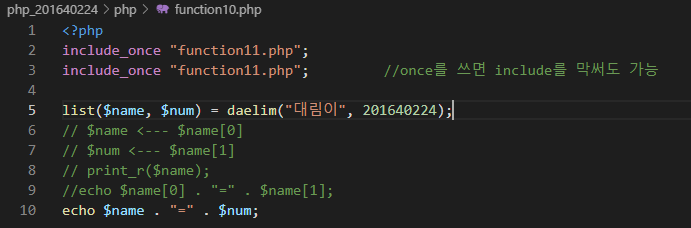 php_201640224 > php > function10.php
1 <?php
2 include_once "function11.php";
3 include_once "function11.php"; //once를 쓰면 include를 막써도 가능
4
5 list($name, $num) = daelim("대림이", 201640224);
6 // $name <--- $name[0]
7 // $num <--- $name[1]
8 // print_r($name);
9 //echo $name[0] . "=" . $name[1];
10 echo $name . "=" . $num;